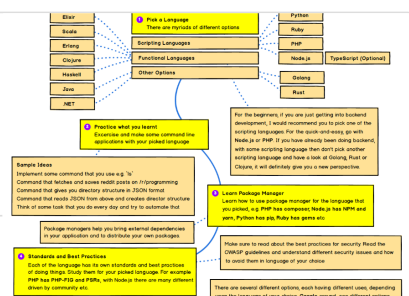 Elixir
Scala
Erlang
Clojure
Haskell
Java
.NET
1 Pick a Language
There are myriads of different options
Scripting Languages
Functional Languages
Other Options
Python
Ruby
PHP
Node.js
TypeScript (Optional)
Golang
Rust
For the beginners, if you are just getting into backend
development, I would recommend you to pick one of the
scripting languages. For the quick-and-easy, go with
Node.js or PHP. If you have already been doing backend,
with some scripting language then don't pick another
scripting language and have a look at Golang, Rust or
Clojure, it will definitely give you a new perspective.
2 Practice what you learnt
Excercise and make some command line
applications with your picked language
Sample Ideas
Implement some command that you use e.g. 'ls'
Command that fetches and saves reddit posts on /r/programming
Command that gives you directory structure in JSON format
Command that reads JSON from above and creates director structure
Think of some task that you do every day and try to automate that
3 Learn Package Manager
Learn how to use package manager for the language that
you picked, e.g. PHP has composer, Node.js has NPM and
yarn, Python has pip, Ruby has gems etc
Package managers help you bring external dependencies
in your application and to distribute your own packages.
4 Standards and Best Practices
Each of the language has its own standards and best practices
of doing things. Study them for your picked language. For example
PHP has PHP-FIG and PSRs, with Node.js there are many different
driven by community etc.
Make sure to read about the best practices for security. Read the
OWASP guidelines and understand different security issues and how
to avoid them in language of your choice
There are several different options, each having different uses, depending